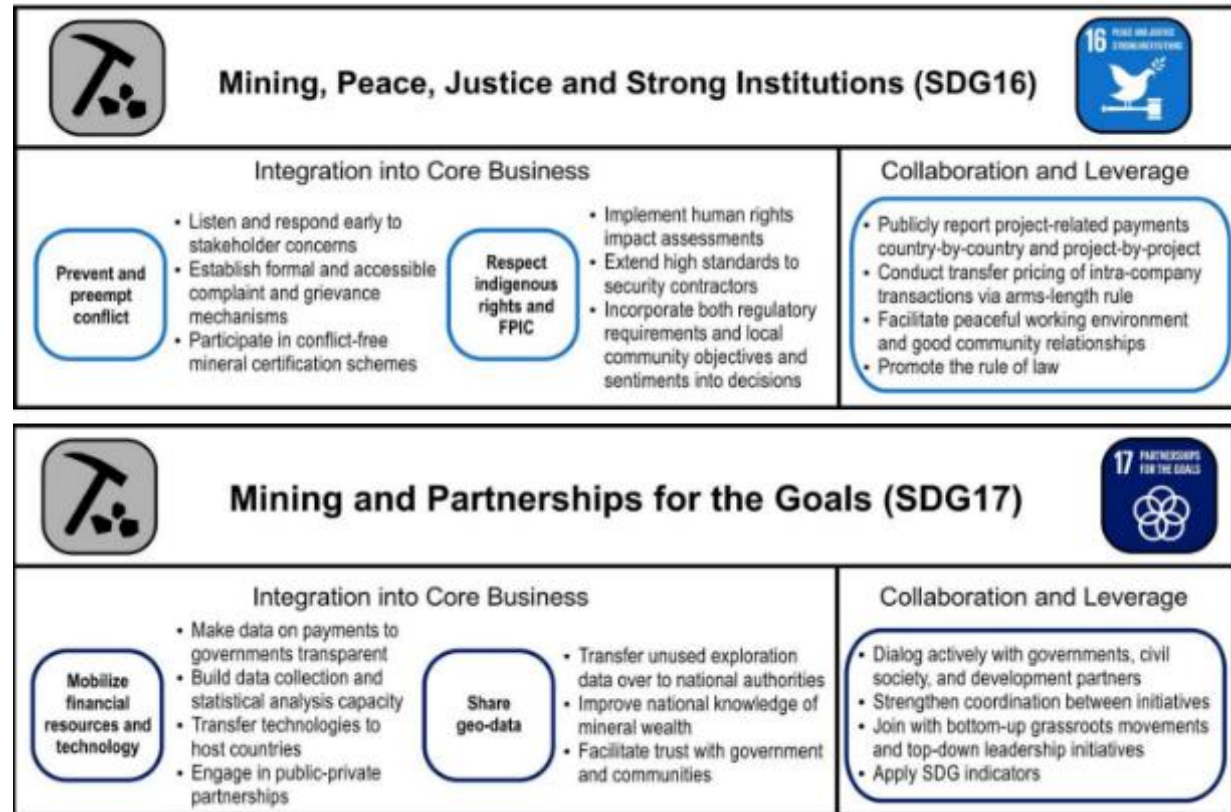 Mining, Peace, Justice and Strong Institutions (SDG16)
16 PEACE AND JUSTICE
STRONG INSTITUTIONS
Integration into Core Business
Prevent and
preempt
conflict
• Listen and respond early to
stakeholder concerns
• Establish formal and accessible
complaint and grievance
mechanisms
• Participate in conflict-free
mineral certification schemes
Respect
indigenous
rights and
FPIC
• Implement human rights
impact assessments
• Extend high standards to
security contractors
• Incorporate both regulatory
requirements and local
community objectives and
sentiments into decisions
Collaboration and Leverage
• Publicly report project-related payments
country-by-country and project-by-project
• Conduct transfer pricing of intra-company
transactions via arms-length rule
• Facilitate peaceful working environment
and good community relationships
• Promote the rule of law
Mining and Partnerships for the Goals (SDG17)
17 PARTNERSHIPS
FOR THE GOALS
Integration into Core Business
Mobilize
financial
resources and
technology
• Make data on payments to
governments transparent
• Build data collection and
statistical analysis capacity
• Transfer technologies to
host countries
• Engage in public-private
partnerships
Share
geo-data
• Transfer unused exploration
data over to national authorities
• Improve national knowledge of
mineral wealth
• Facilitate trust with government
and communities
Collaboration and Leverage
• Dialog actively with governments, civil
society, and development partners
• Strengthen coordination between initiatives
• Join with bottom-up grassroots movements
and top-down leadership initiatives
• Apply SDG indicators